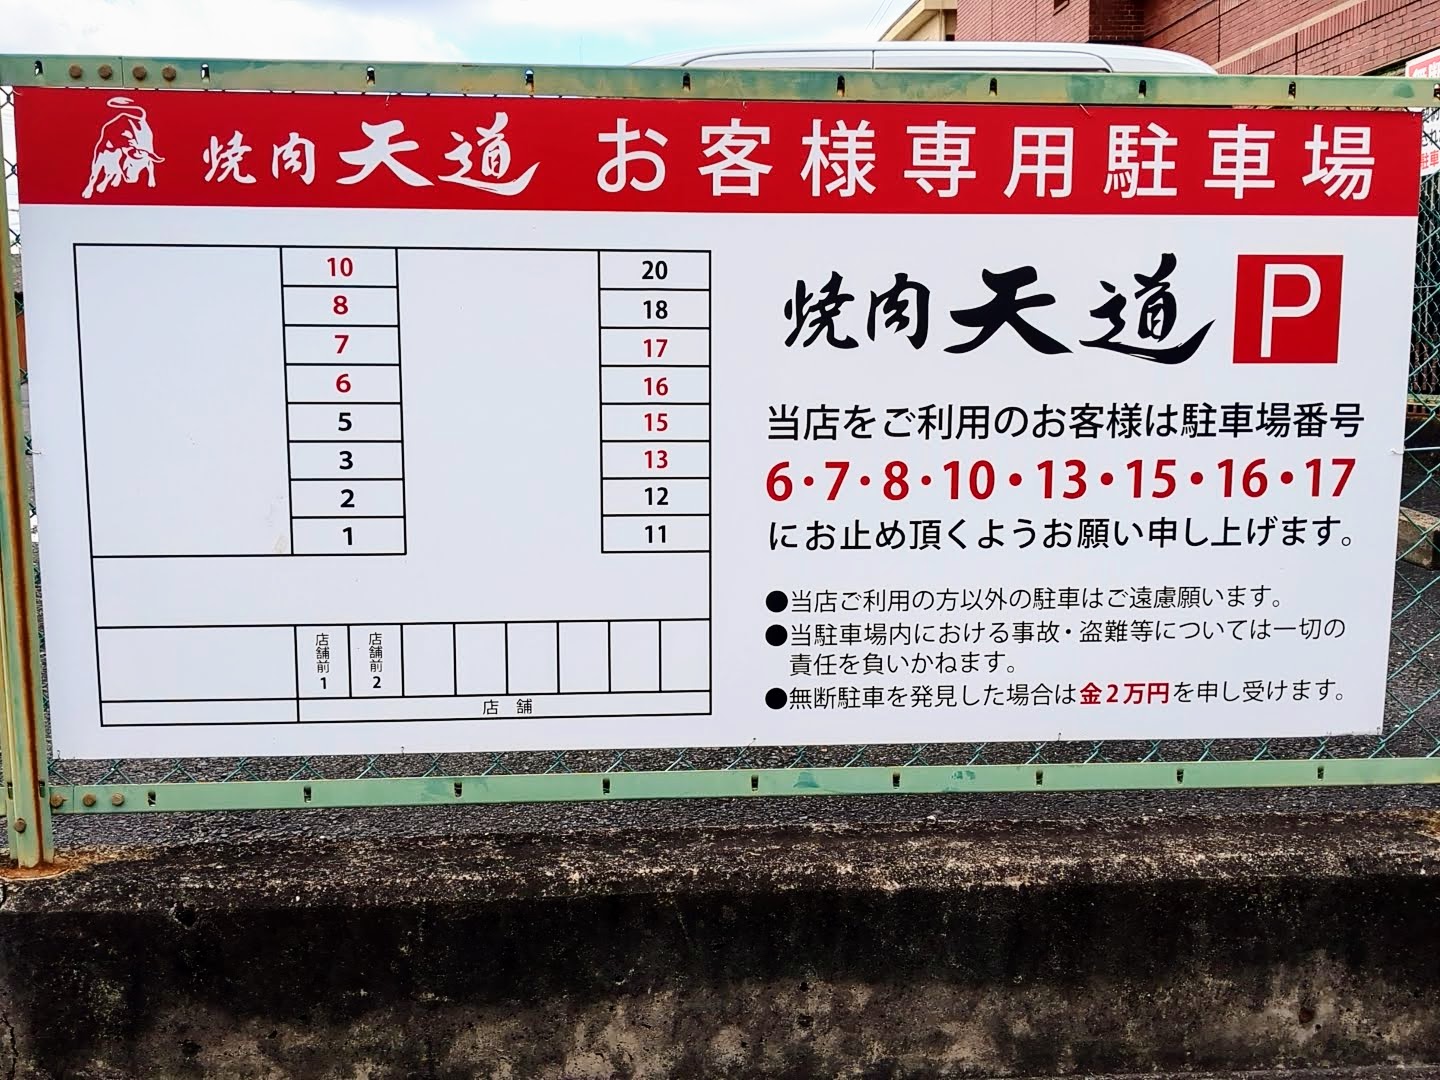 焼肉天道 お客様専用駐車場
10 20
8 18
7 17
6 16
5 15
3 13
2 12
1 11
店舗前1 店舗前2
店舗
焼肉天道 P
当店をご利用のお客様は駐車場番号
6・7・8・10・13・15・16・17
にお止め頂くようお願い申し上げます。
●当店ご利用の方以外の駐車はご遠慮願います。
●当駐車場内における事故・盗難等については一切の
責任を負いかねます。
●無断駐車を発見した場合は金2万円を申し受けます。